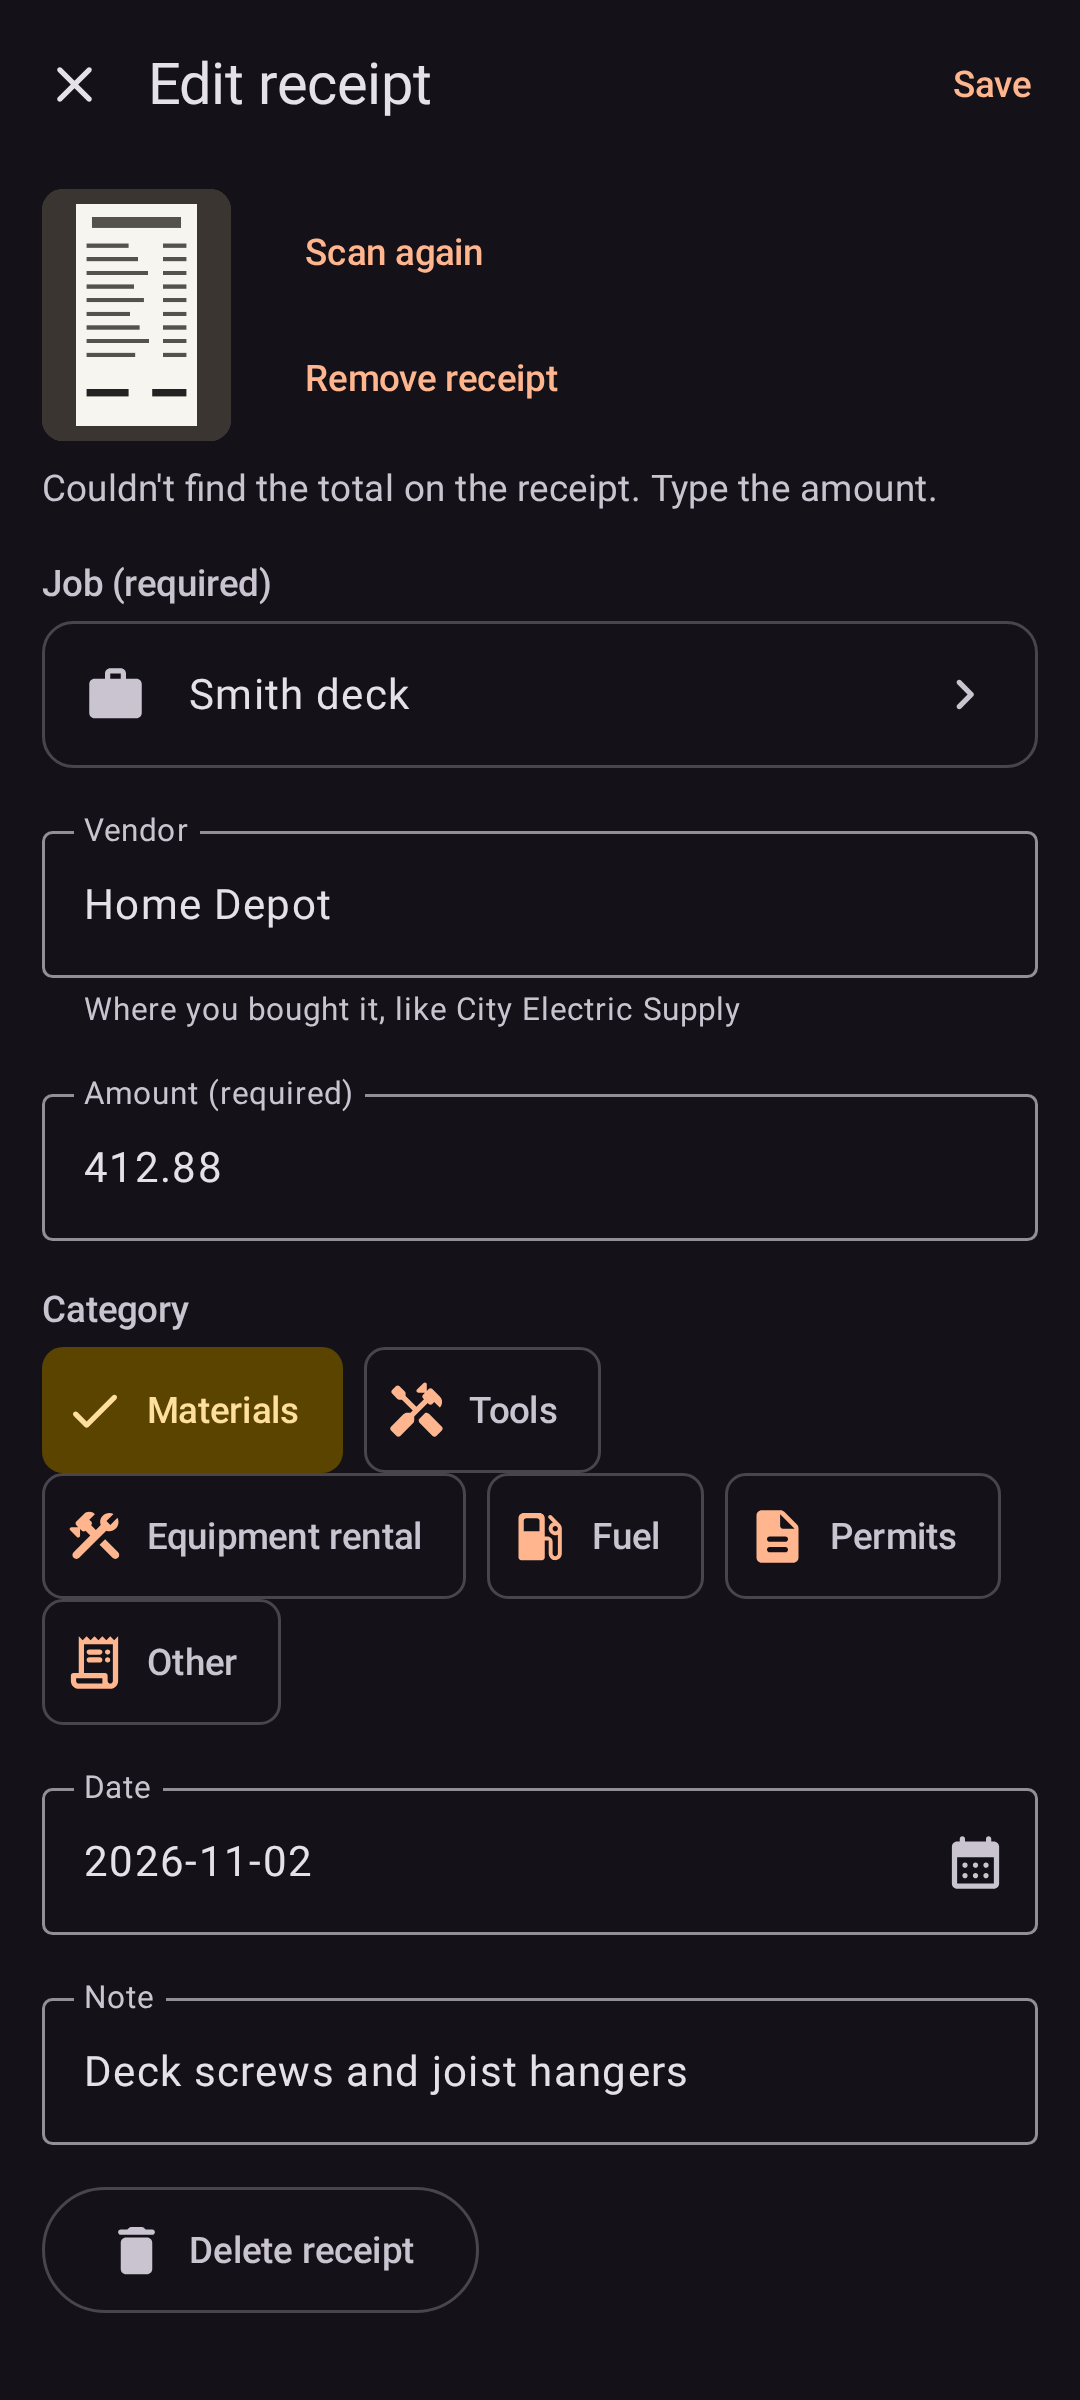 Edit receipt
Save
Scan again
Remove receipt
Couldn't find the total on the receipt. Type the amount.
Job (required)
Smith deck
Vendor
Home Depot
Where you bought it, like City Electric Supply
Amount (required)
412.88
Category
Materials
Tools
Equipment rental
Fuel
Permits
Other
Date
2026-11-02
Note
Deck screws and joist hangers
Delete receipt